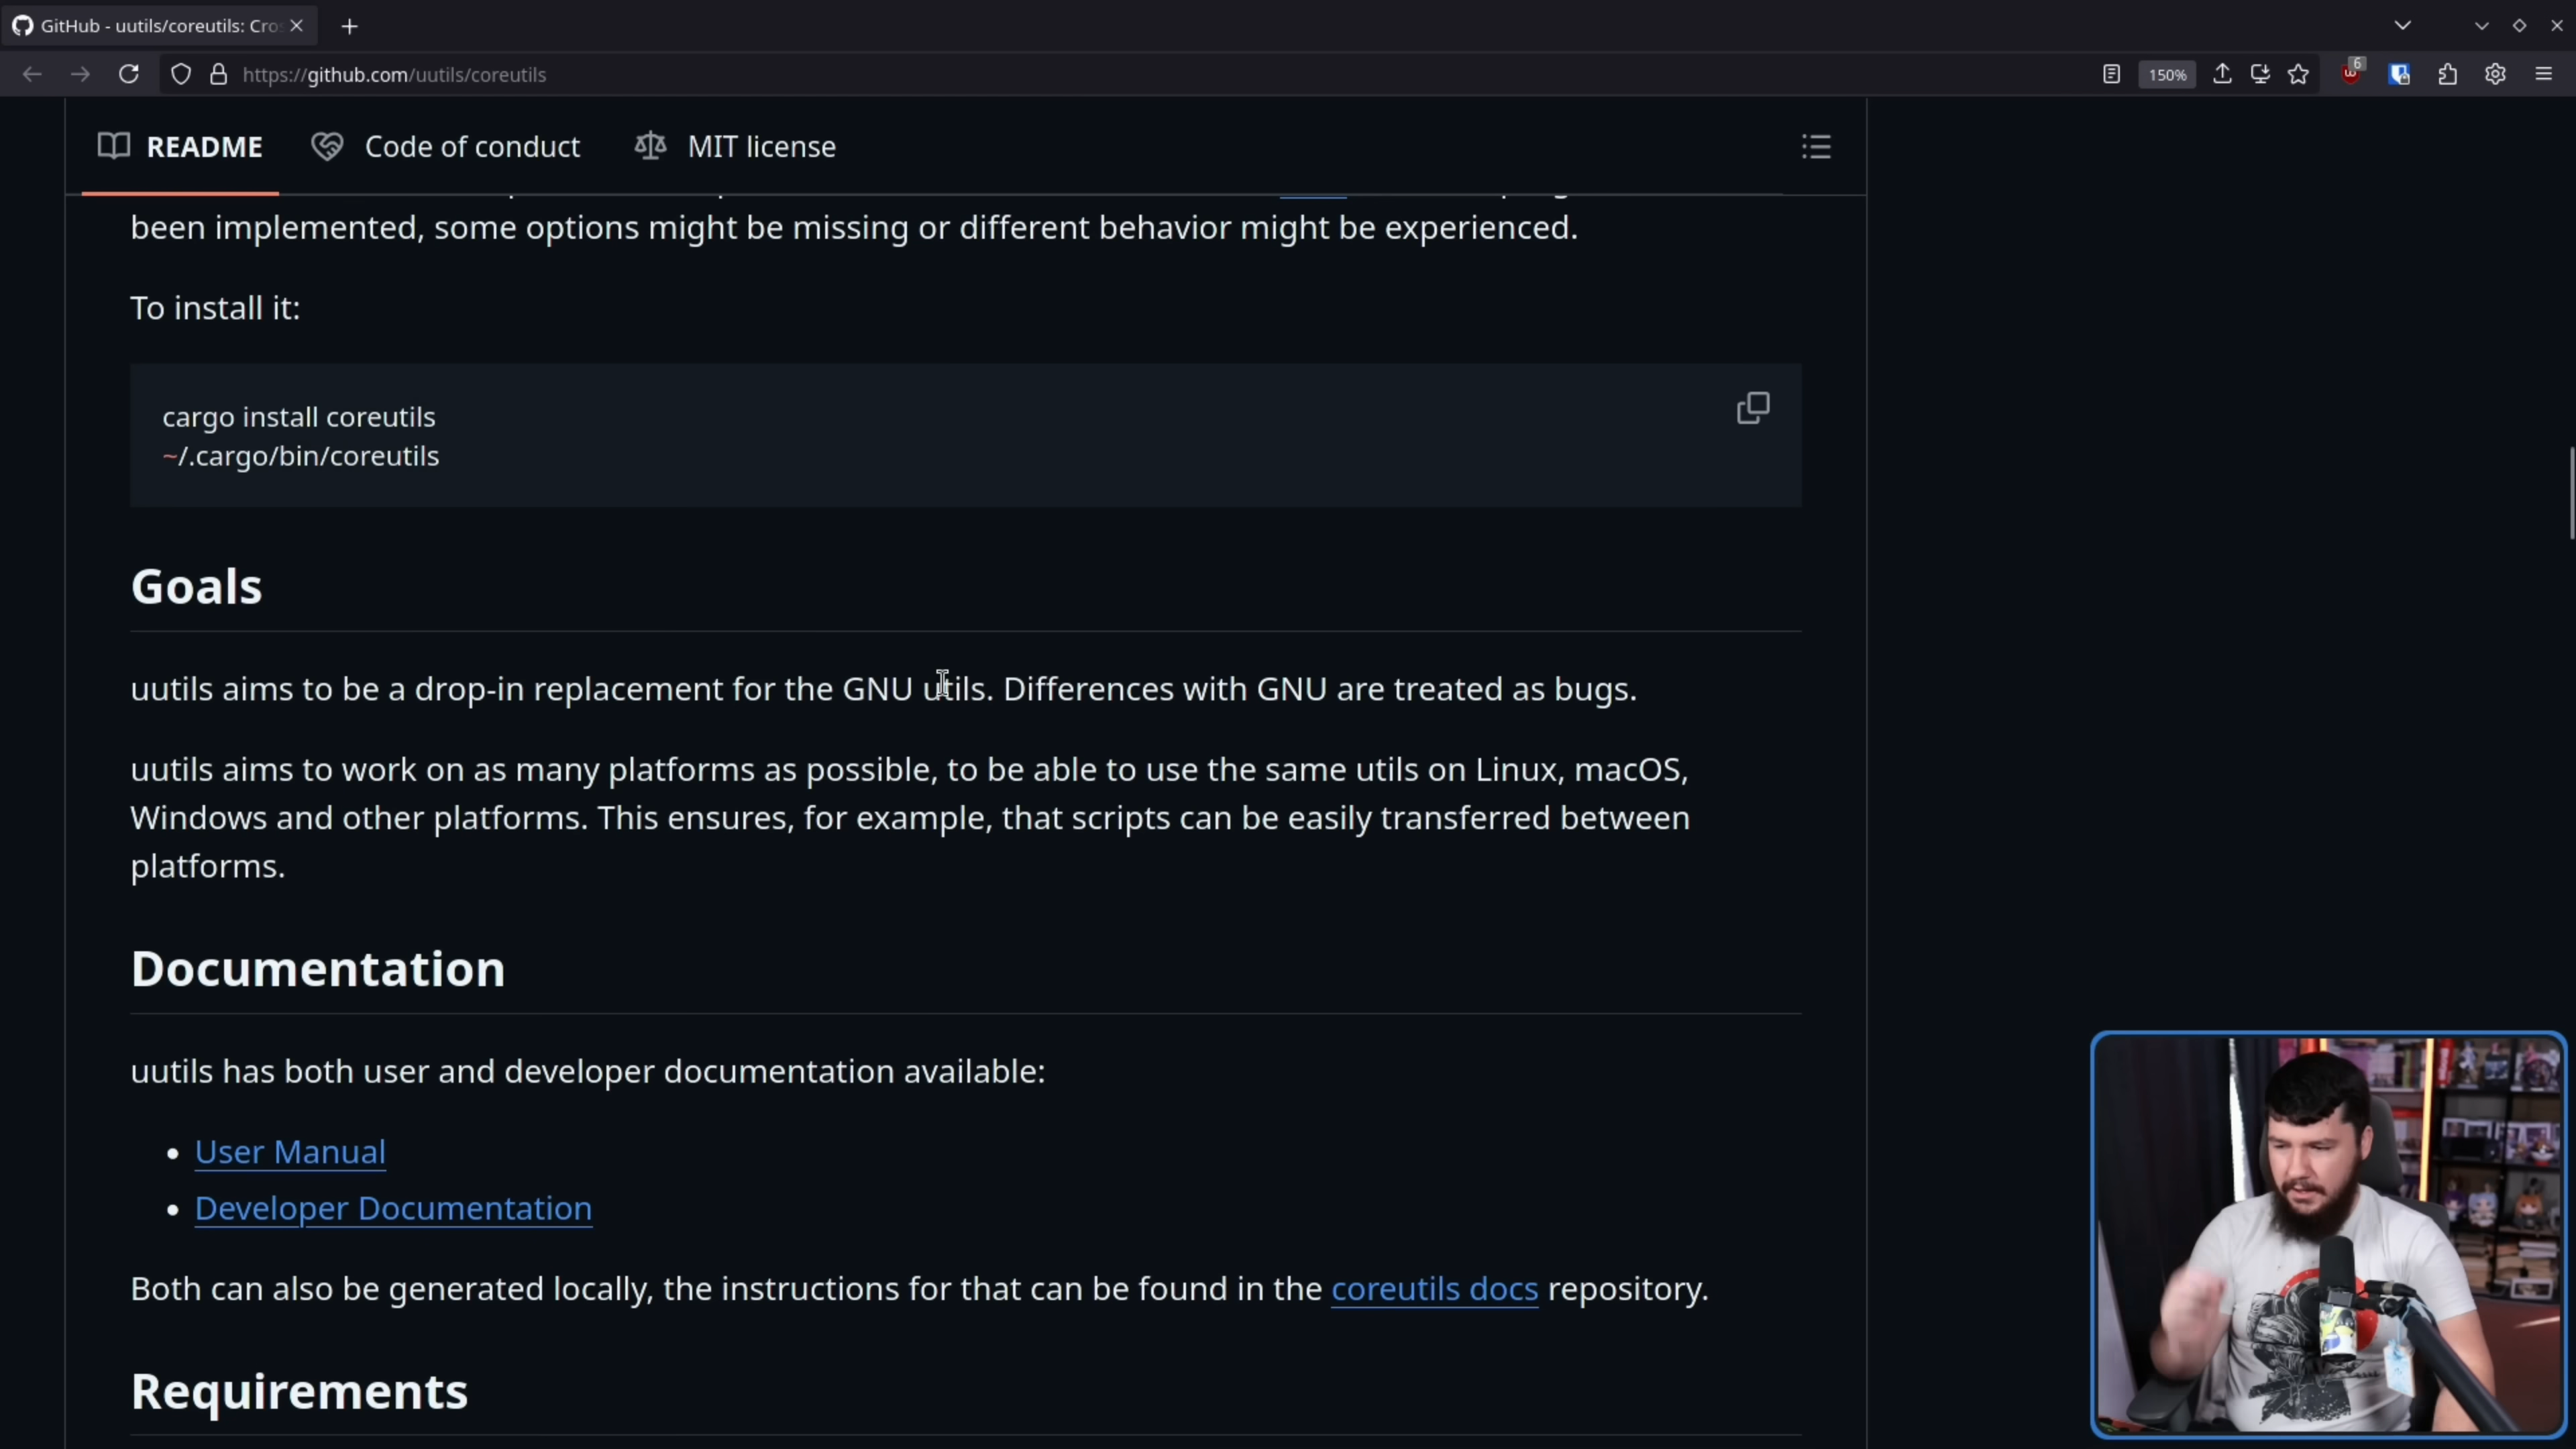 GitHub - uutils/coreutils: Cro
https://github.com/uutils/coreutils
150%
6
README
Code of conduct
MIT license
been implemented, some options might be missing or different behavior might be experienced.
To install it:
cargo install coreutils
~/.cargo/bin/coreutils
Goals
uutils aims to be a drop-in replacement for the GNU utils. Differences with GNU are treated as bugs.
uutils aims to work on as many platforms as possible, to be able to use the same utils on Linux, macOS,
Windows and other platforms. This ensures, for example, that scripts can be easily transferred between
platforms.
Documentation
uutils has both user and developer documentation available:
• User Manual
• Developer Documentation
Both can also be generated locally, the instructions for that can be found in the coreutils docs repository.
Requirements